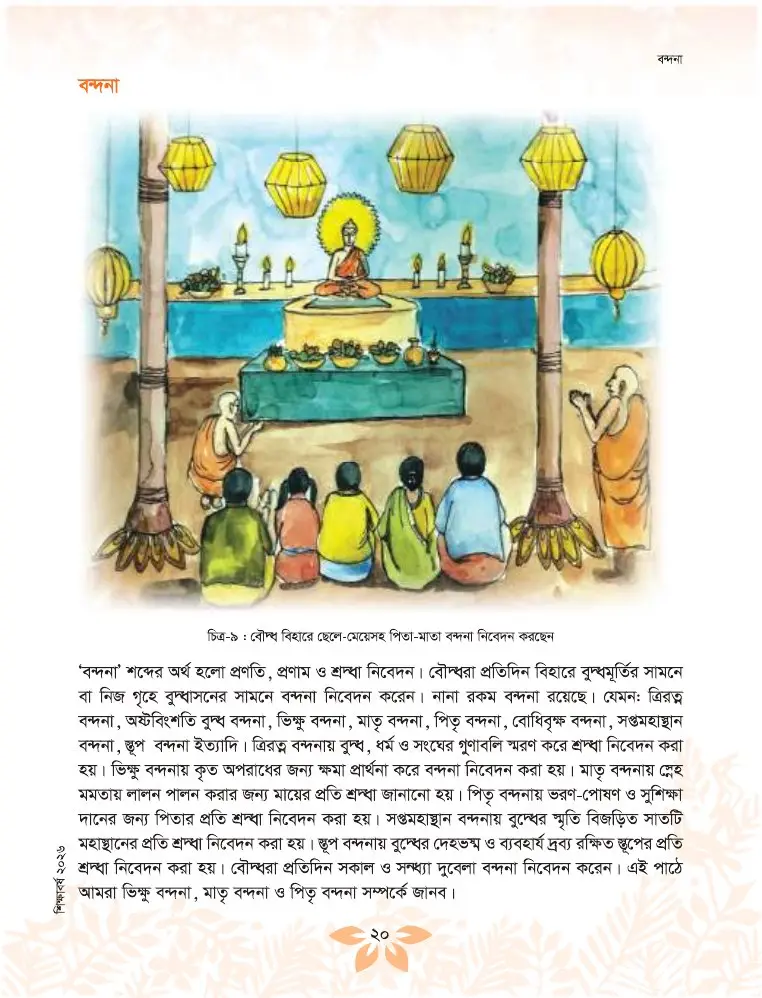 বন্দনা
বন্দনা
চিত্র-৯ : বৌদ্ধ বিহারে ছেলে-মেয়েসহ পিতা-মাতা বন্দনা নিবেদন করছেন
‘বন্দনা’ শব্দের অর্থ হলো প্রণতি, প্রণাম ও শ্রদ্ধা নিবেদন। বৌদ্ধরা প্রতিদিন বিহারে বুদ্ধমূর্তির সামনে
বা নিজ গৃহে বুদ্ধাসনের সামনে বন্দনা নিবেদন করেন। নানা রকম বন্দনা রয়েছে। যেমন: ত্রিরত্ন
বন্দনা, অষ্টবিংশতি বুদ্ধ বন্দনা, ভিক্ষু বন্দনা, মাতৃ বন্দনা, পিতৃ বন্দনা, বোধিবৃক্ষ বন্দনা, সপ্তমহাস্থান
বন্দনা, স্তূপ বন্দনা ইত্যাদি। ত্রিরত্ন বন্দনায় বুদ্ধ, ধর্ম ও সংঘের গুণাবলি স্মরণ করে শ্রদ্ধা নিবেদন করা
হয়। ভিক্ষু বন্দনায় কৃত অপরাধের জন্য ক্ষমা প্রার্থনা করে বন্দনা নিবেদন করা হয়। মাতৃ বন্দনায় স্নেহ
মমতায় লালন পালন করার জন্য মায়ের প্রতি শ্রদ্ধা জানানো হয়। পিতৃ বন্দনায় ভরণ-পোষণ ও সুশিক্ষা
দানের জন্য পিতার প্রতি শ্রদ্ধা নিবেদন করা হয়। সপ্তমহাস্থান বন্দনায় বুদ্ধের স্মৃতি বিজড়িত সাতটি
মহাস্থানের প্রতি শ্রদ্ধা নিবেদন করা হয়। স্তূপ বন্দনায় বুদ্ধের দেহভস্ম ও ব্যবহার্য দ্রব্য রক্ষিত স্তূপের প্রতি
শ্রদ্ধা নিবেদন করা হয়। বৌদ্ধরা প্রতিদিন সকাল ও সন্ধ্যা দুবেলা বন্দনা নিবেদন করেন। এই পাঠে
আমরা ভিক্ষু বন্দনা, মাতৃ বন্দনা ও পিতৃ বন্দনা সম্পর্কে জানব।
শিক্ষাবর্ষ ২০২৬
২০